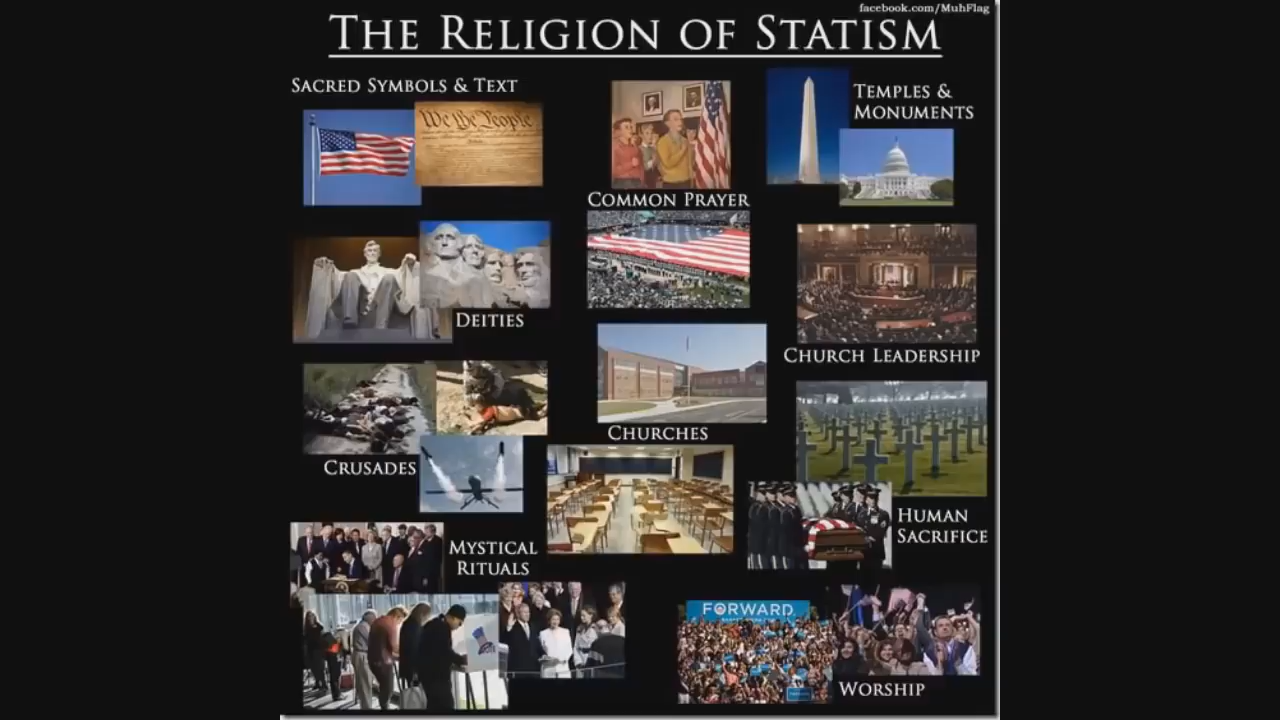 facebook.com/MuhFlag
THE RELIGION OF STATISM
SACRED SYMBOLS & TEXT
We the People
TEMPLES &
MONUMENTS
COMMON PRAYER
DEITIES
CHURCH LEADERSHIP
CHURCHES
CRUSADES
HUMAN
SACRIFICE
MYSTICAL
RITUALS
FORWARD.
WORSHIP